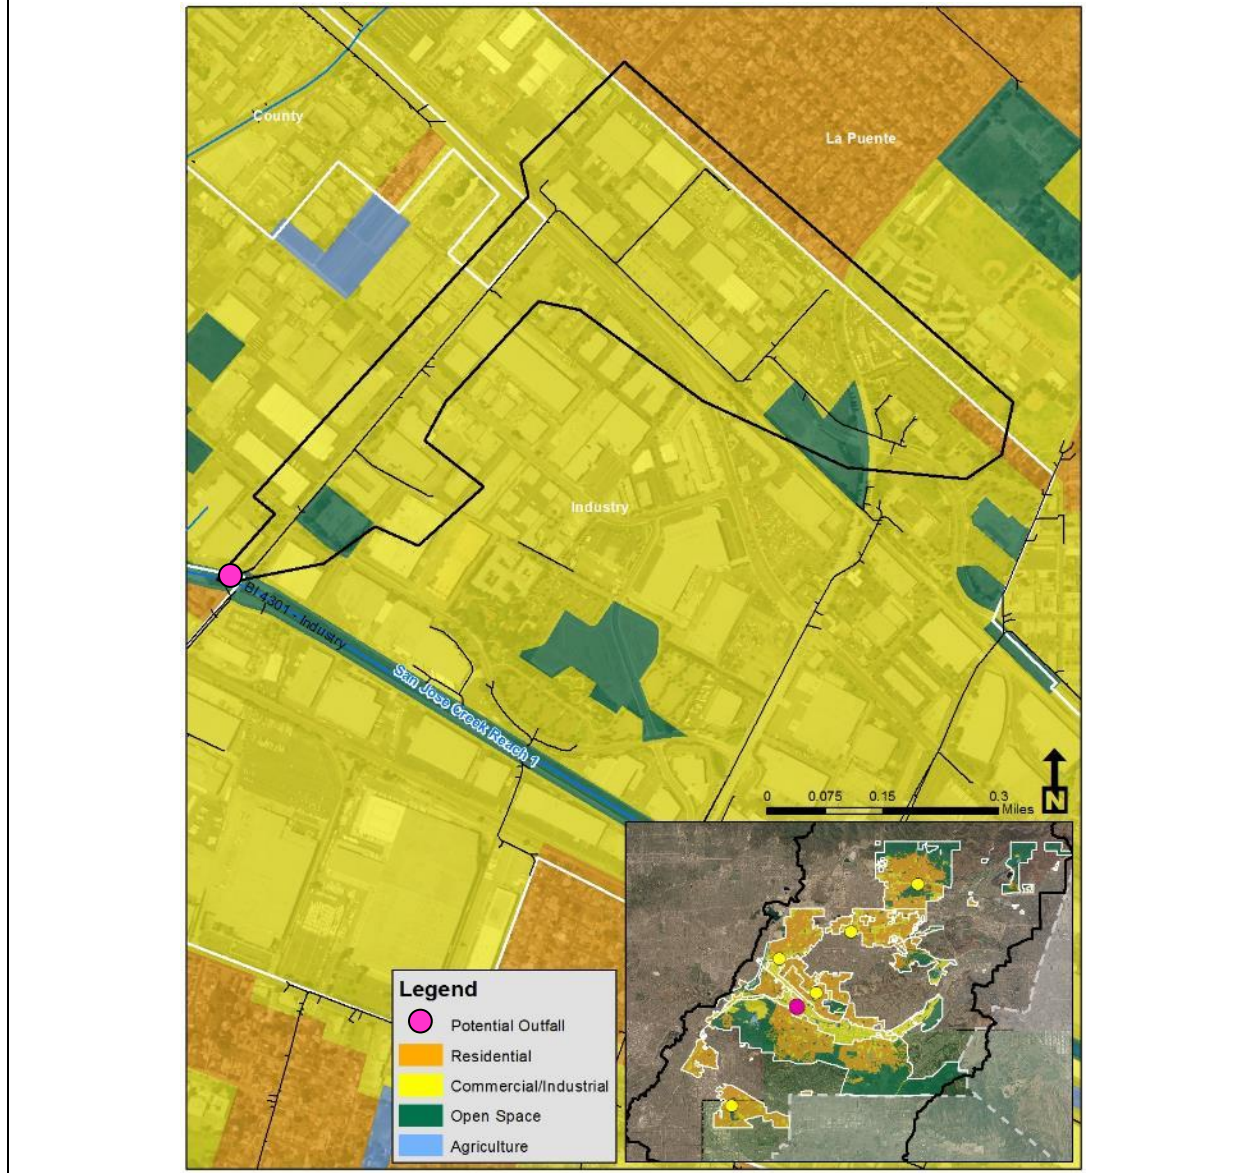 County
La Puente
Industry
BI 4301 - Industry
San Jose Creek Reach 1
0 0.075 0.15 0.3
Miles
N
Legend
Potential Outfall
Residential
Commercial/Industrial
Open Space
Agriculture